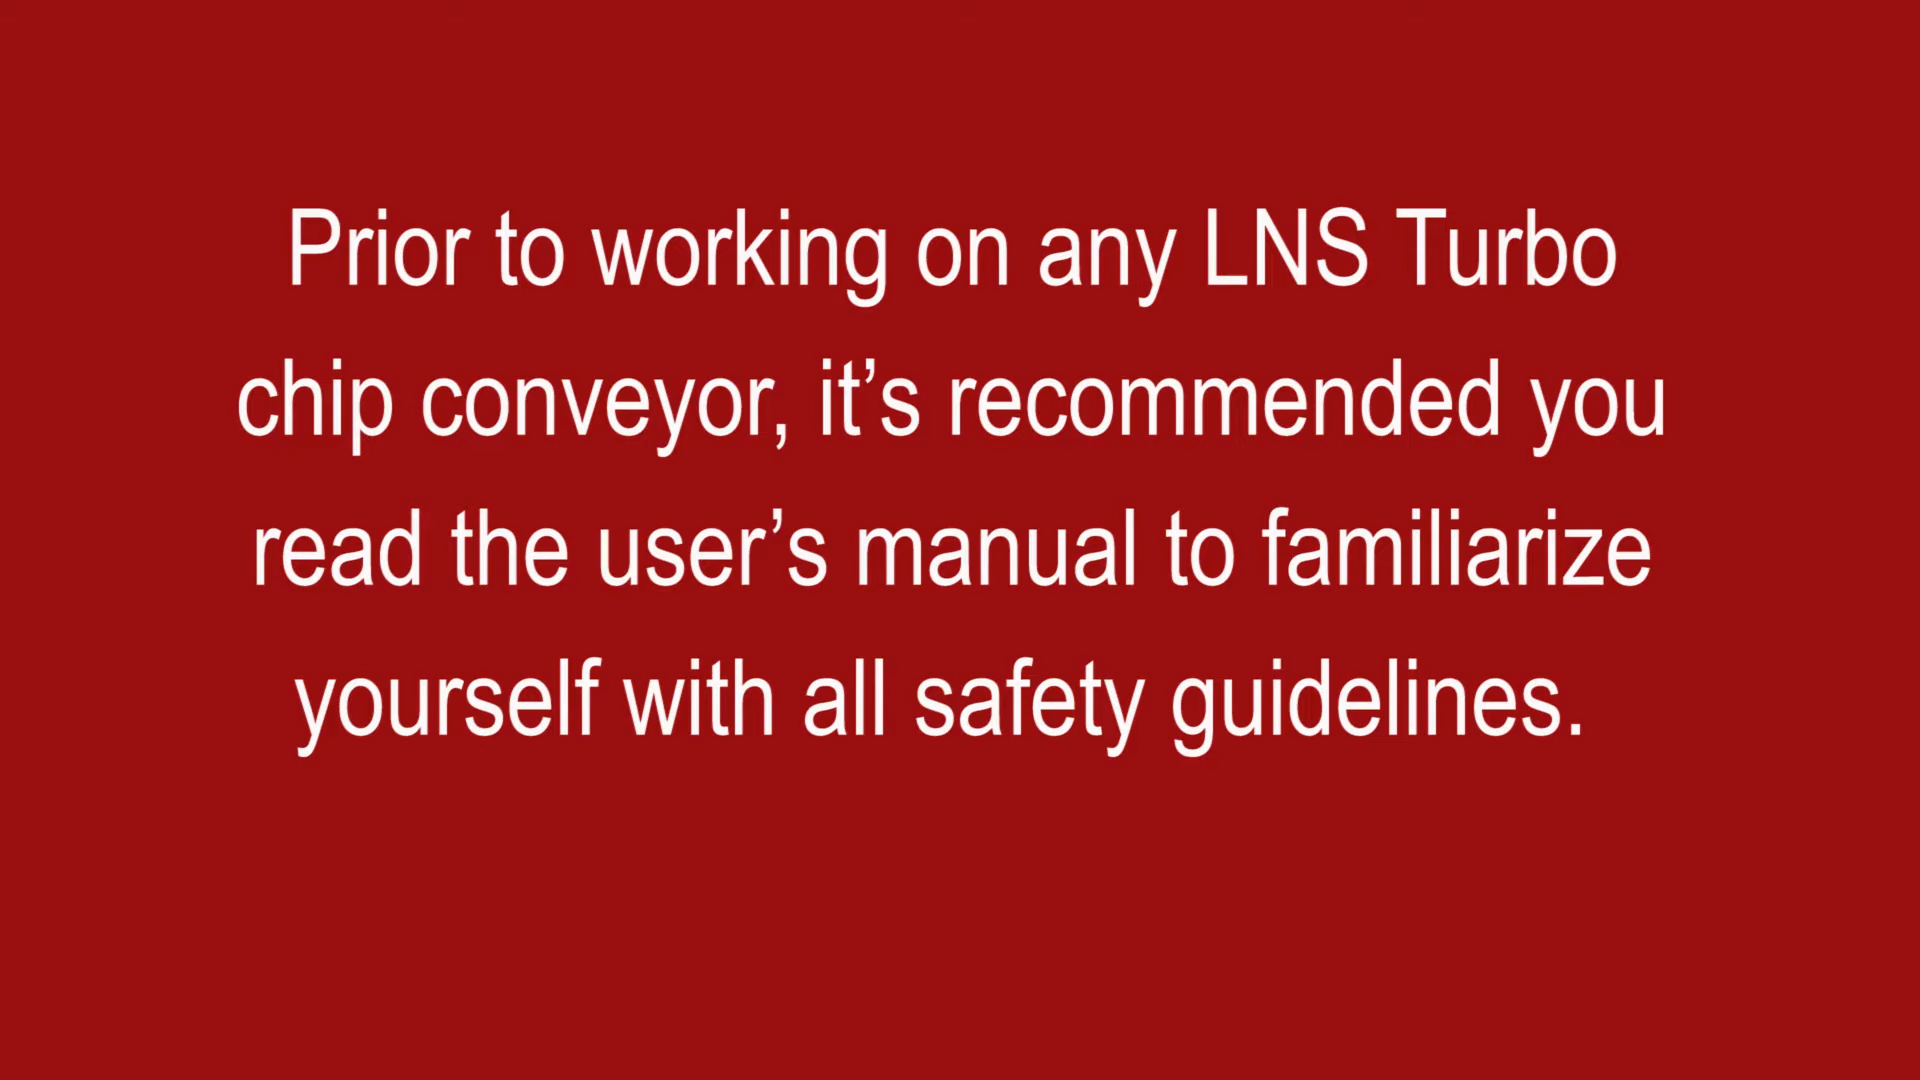 Prior to working on any LNS Turbo
chip conveyor, it’s recommended you
read the user’s manual to familiarize
yourself with all safety guidelines.